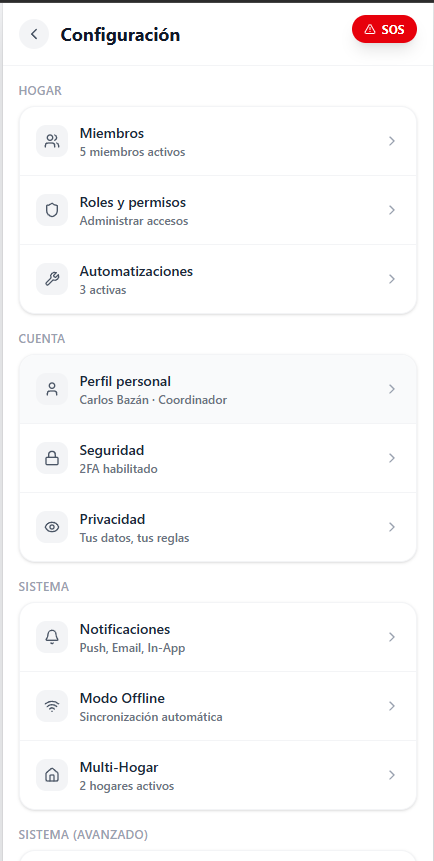 Configuración
SOS
HOGAR
Miembros
5 miembros activos
Roles y permisos
Administrar accesos
Automatizaciones
3 activas
CUENTA
Perfil personal
Carlos Bazán · Coordinador
Seguridad
2FA habilitado
Privacidad
Tus datos, tus reglas
SISTEMA
Notificaciones
Push, Email, In-App
Modo Offline
Sincronización automática
Multi-Hogar
2 hogares activos
SISTEMA (AVANZADO)